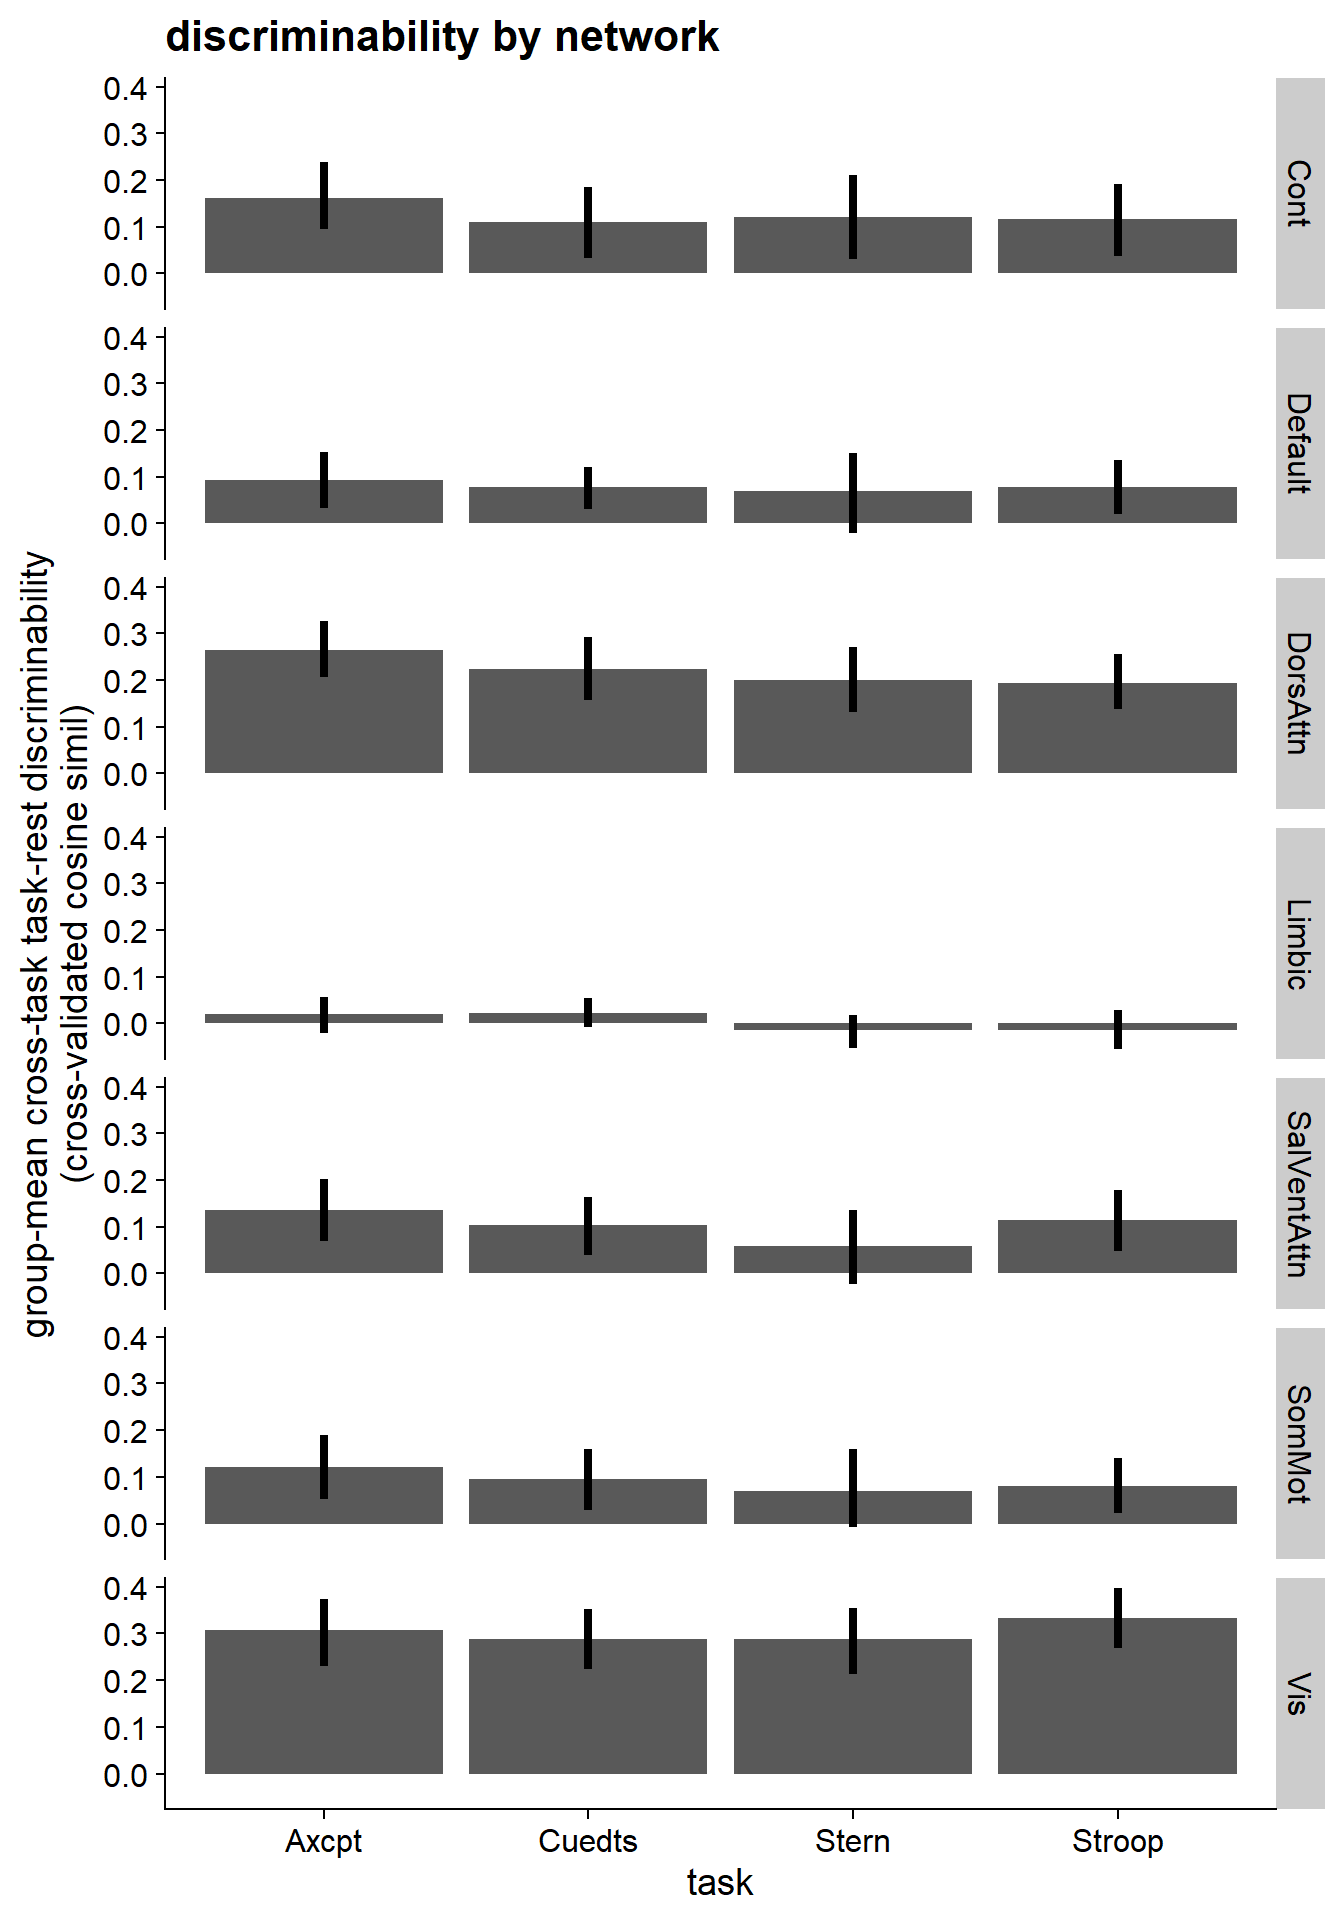 discriminability by network
group-mean cross-task task-rest discriminability
(cross-validated cosine simil)
0.4
0.3
0.2
0.1
0.0
Cont
0.4
0.3
0.2
0.1
0.0
Default
0.4
0.3
0.2
0.1
0.0
DorsAttn
0.4
0.3
0.2
0.1
0.0
Limbic
0.4
0.3
0.2
0.1
0.0
SalVentAttn
0.4
0.3
0.2
0.1
0.0
SomMot
0.4
0.3
0.2
0.1
0.0
Vis
Axcpt Cuedts Stern Stroop
task